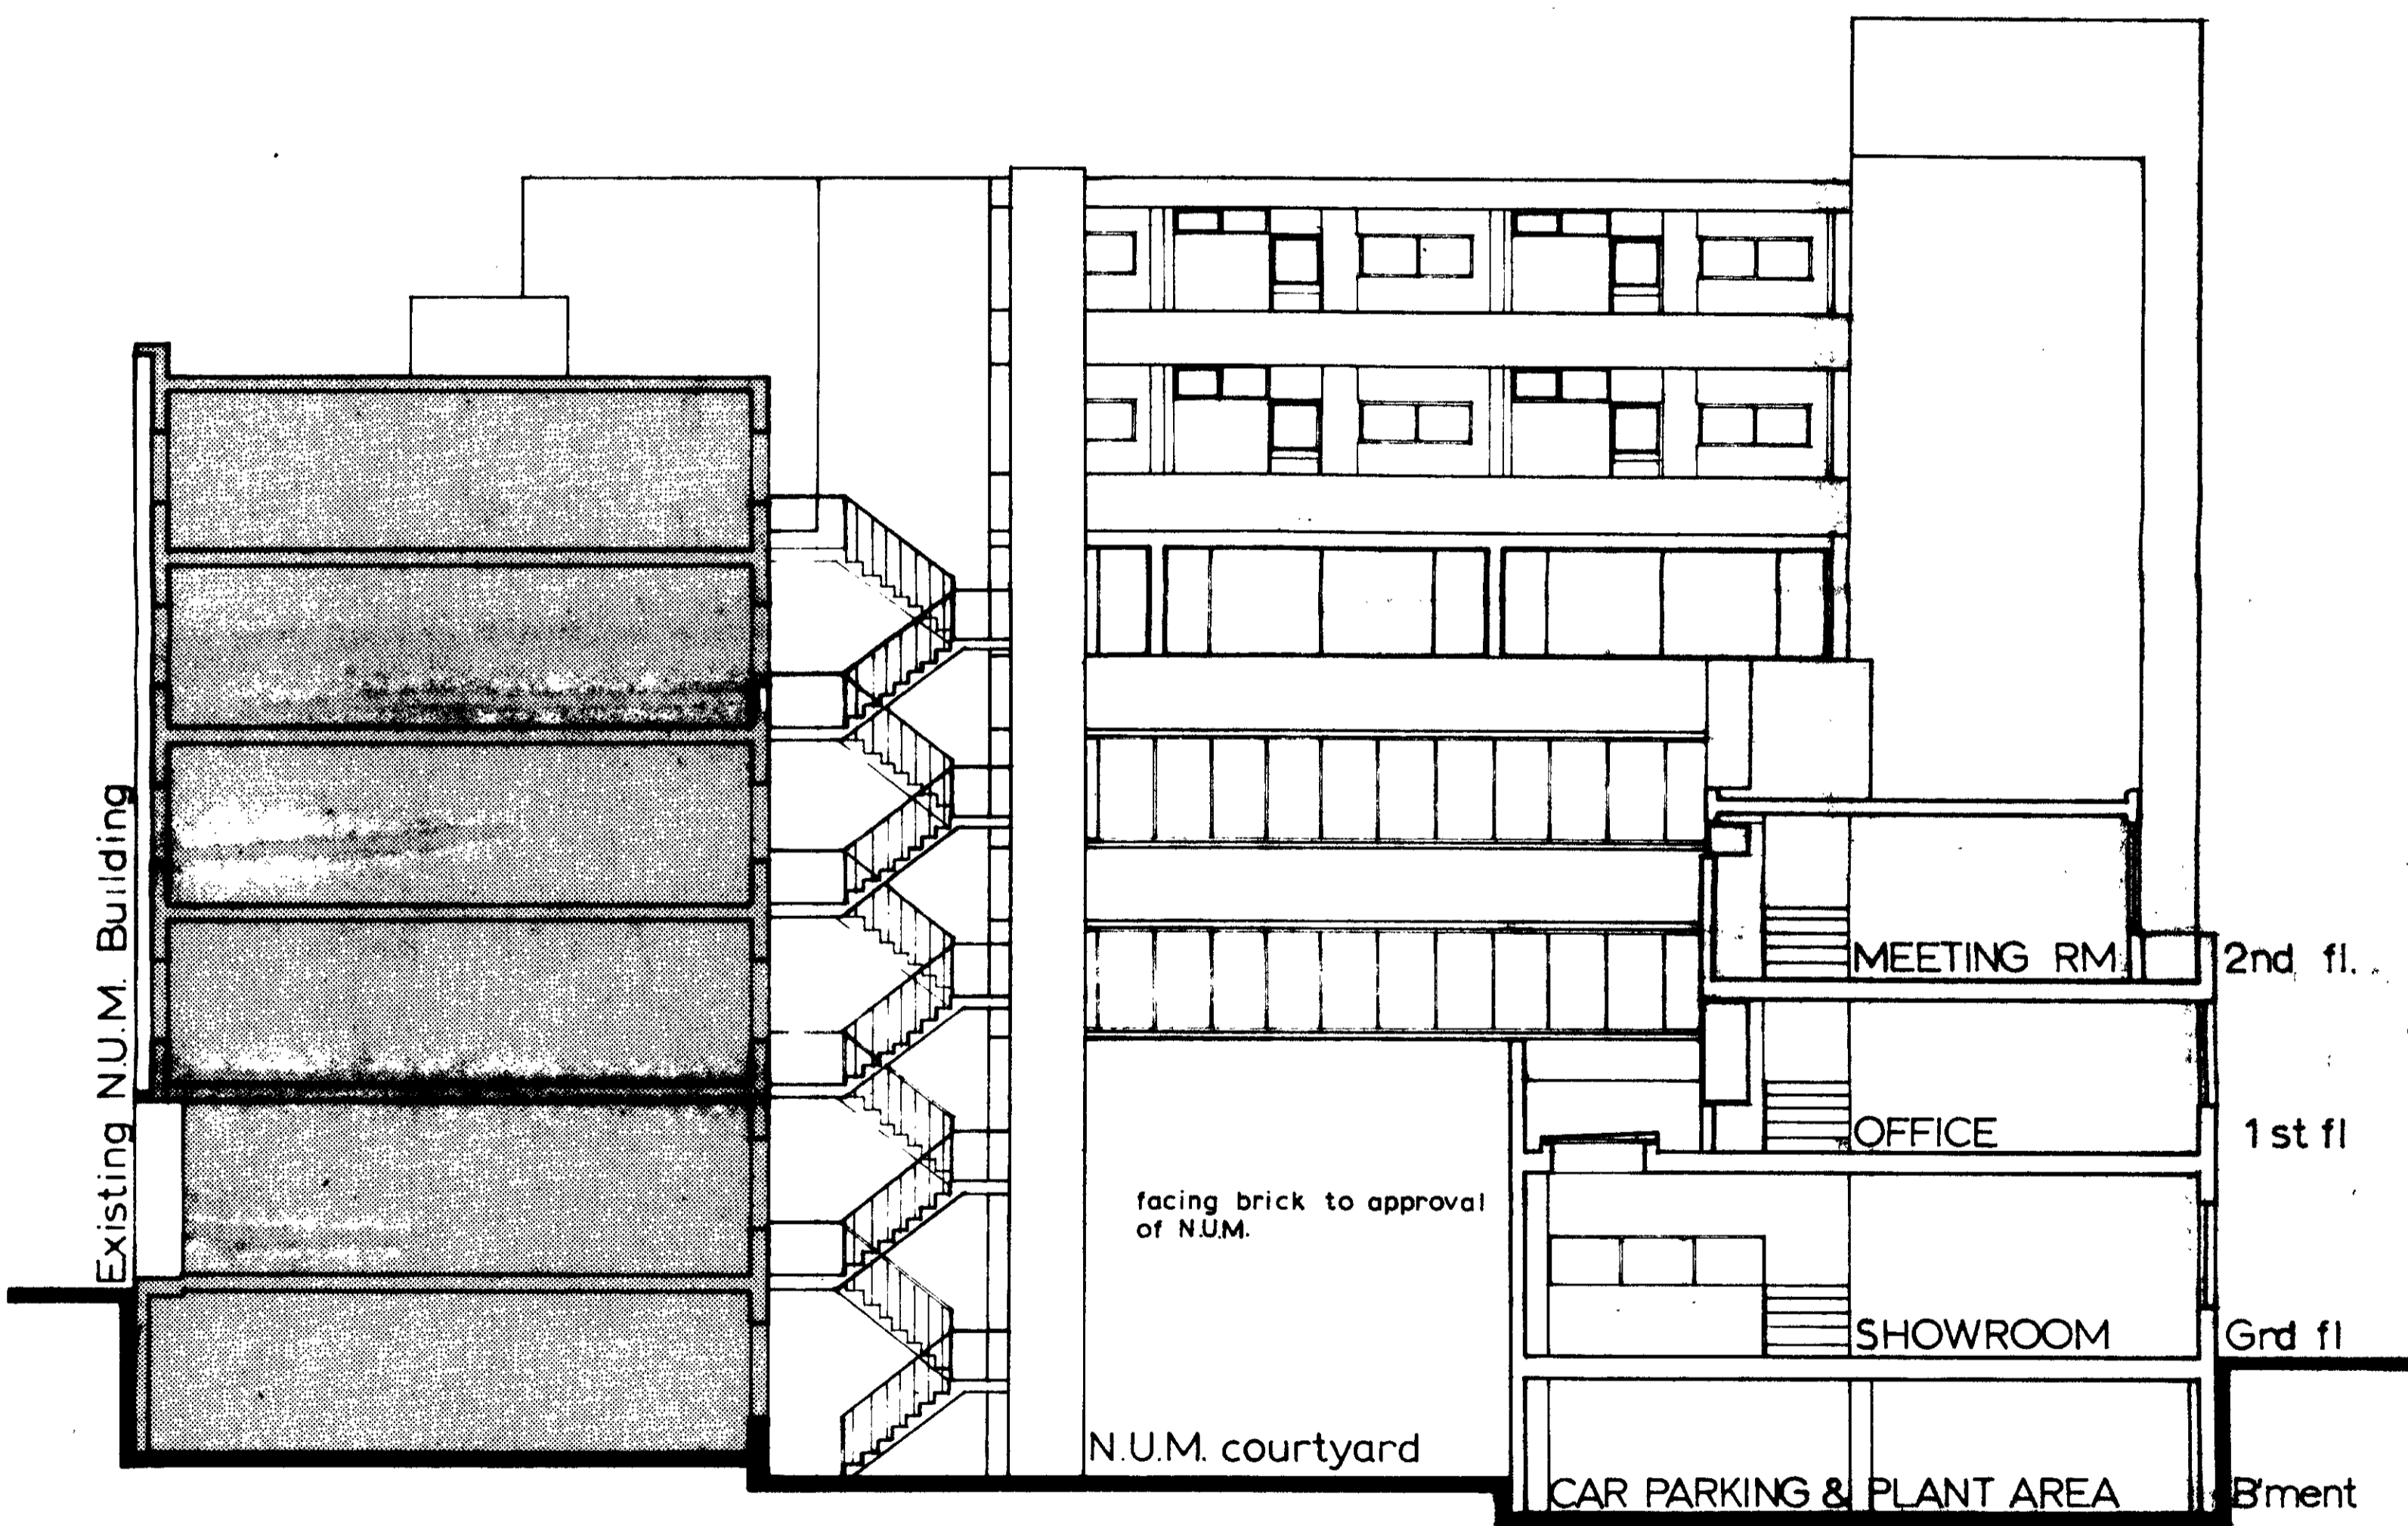 Existing N.U.M. Building
MEETING RM
2nd fl.
OFFICE
1st fl
facing brick to approval
of N.U.M.
SHOWROOM
Grd fl
N.U.M. courtyard
CAR PARKING & PLANT AREA
B'ment